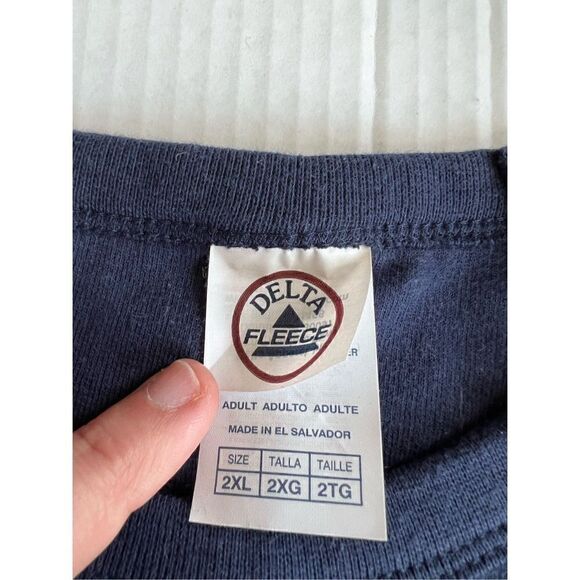 DELTA
FLEECE
ADULT ADULTO ADULTE
MADE IN EL SALVADOR
SIZE TALLA TAILLE
2XL 2XG 2TG